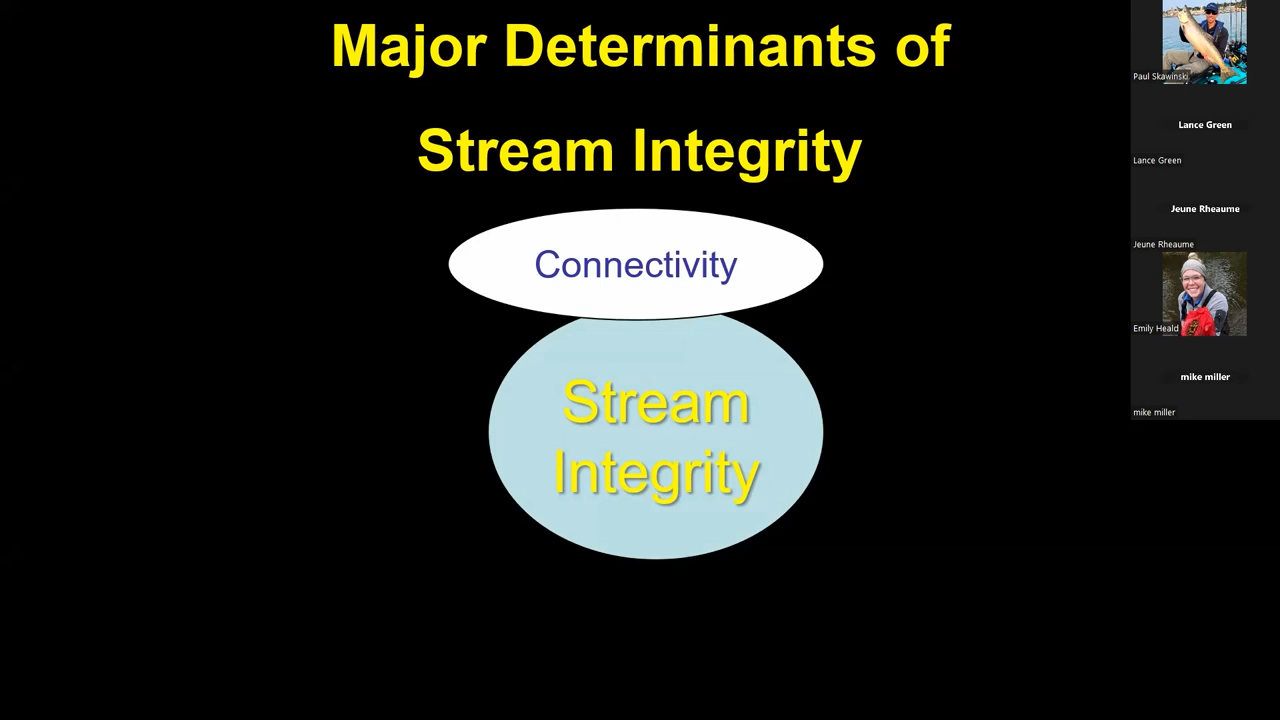 Major Determinants of
Stream Integrity
Connectivity
Stream
Integrity
Paul Skawinski
Lance Green
Lance Green
Jeune Rheaume
Jeune Rheaume
Emily Heald
mike miller
mike miller